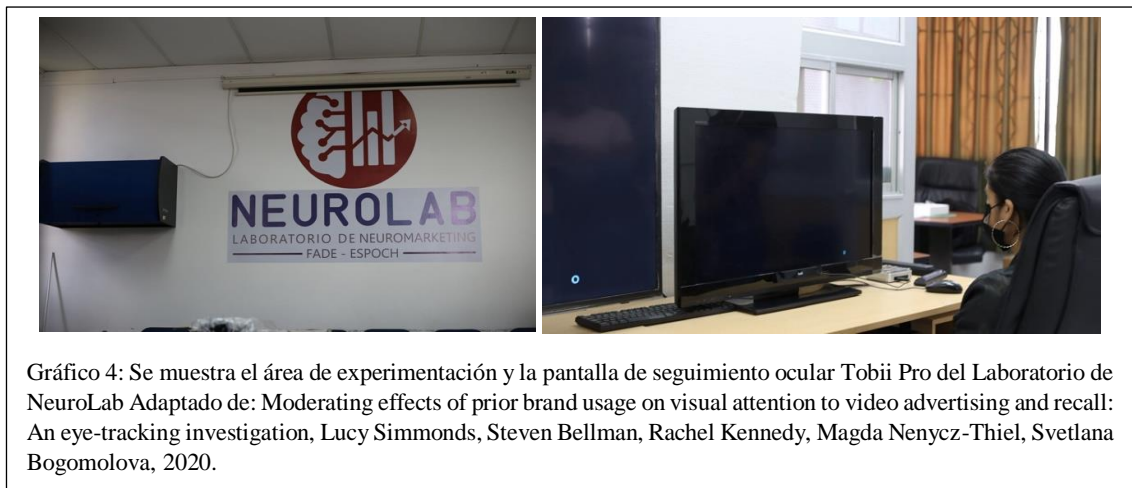 NEUROLAB
LABORATORIO DE NEUROMARKETING
FADE - ESPOCH
Gráfico 4: Se muestra el área de experimentación y la pantalla de seguimiento ocular Tobii Pro del Laboratorio de
NeuroLab Adaptado de: Moderating effects of prior brand usage on visual attention to video advertising and recall:
An eye-tracking investigation, Lucy Simmonds, Steven Bellman, Rachel Kennedy, Magda Nenycz-Thiel, Svetlana
Bogomolova, 2020.